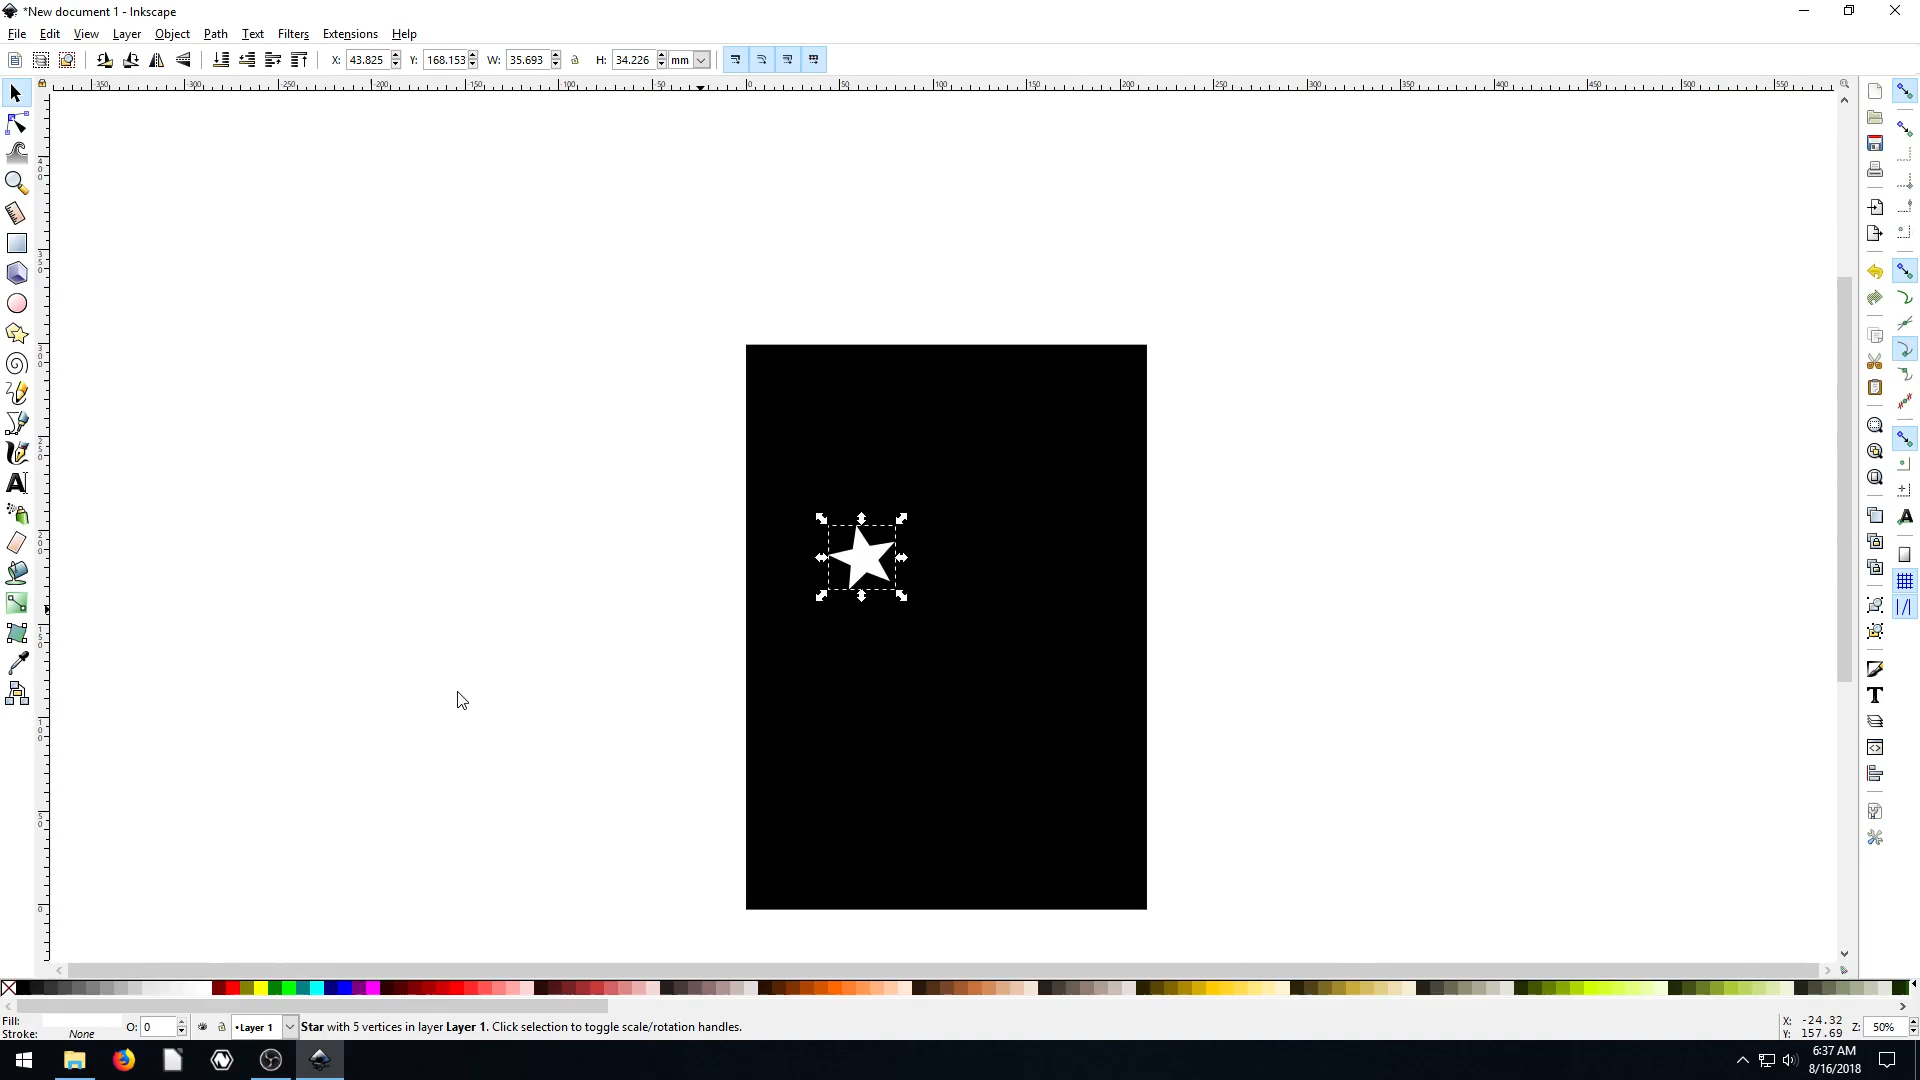 *New document 1 - Inkscape
File Edit View Layer Object Path Text Filters Extensions Help
X: 43.825 Y: 168.153 W: 35.693 H: 34.226 mm
Fill:
Stroke: None
O: 0
•Layer 1
Star with 5 vertices in layer Layer 1. Click selection to toggle scale/rotation handles.
X: -24.32
Y: 157.69
Z: 50%
6:37 AM
8/16/2018